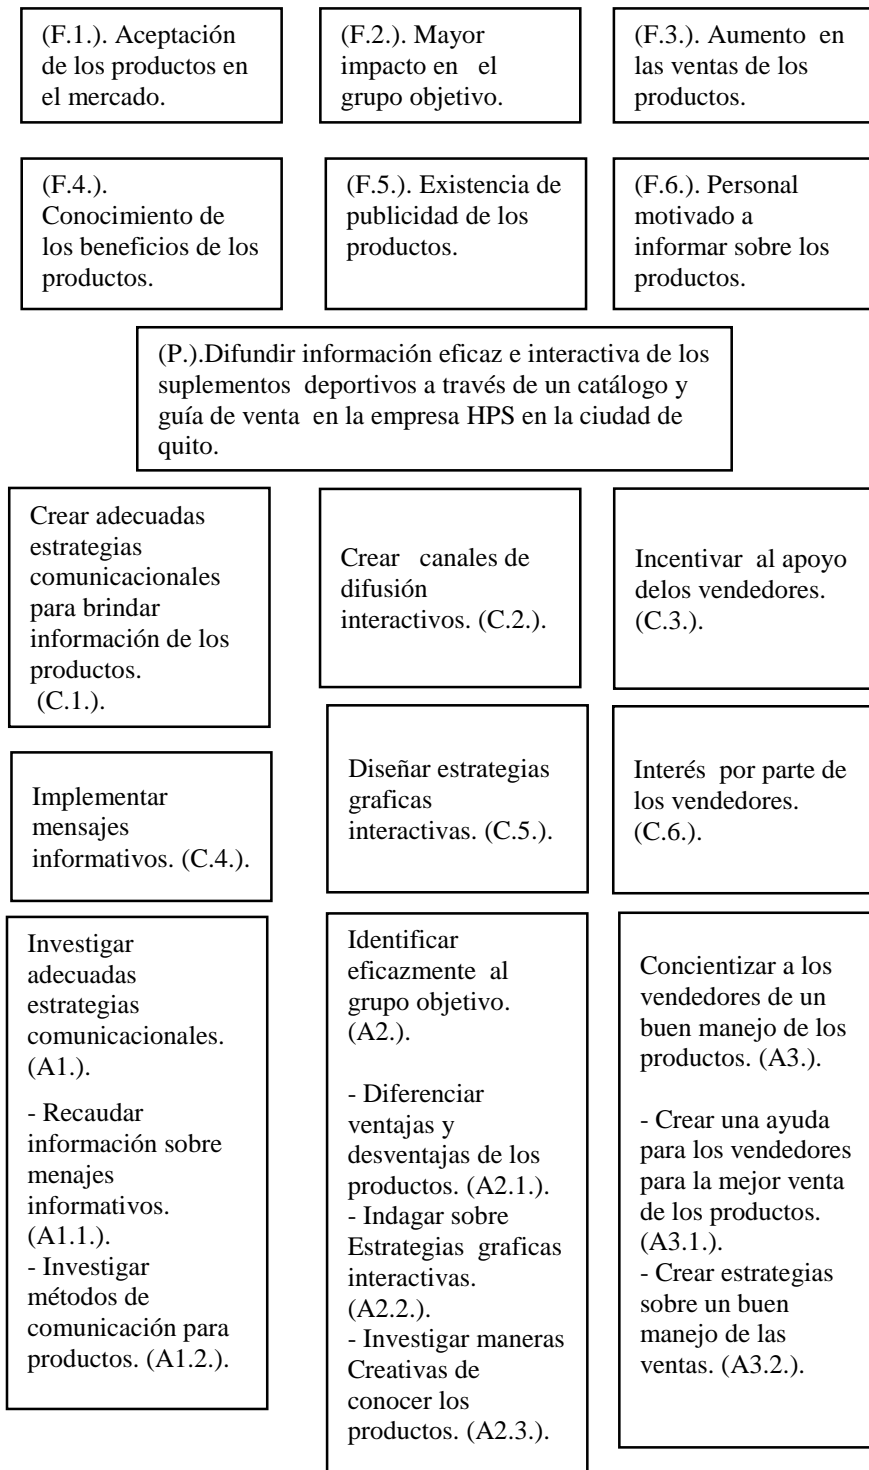 (F.1.). Aceptación
de los productos en
el mercado.
(F.2.). Mayor
impacto en el
grupo objetivo.
(F.3.). Aumento en
las ventas de los
productos.
(F.4.).
Conocimiento de
los beneficios de los
productos.
(F.5.). Existencia de
publicidad de los
productos.
(F.6.). Personal
motivado a
informar sobre los
productos.
(P.).Difundir información eficaz e interactiva de los
suplementos deportivos a través de un catálogo y
guía de venta en la empresa HPS en la ciudad de
quito.
Crear adecuadas
estrategias
comunicacionales
para brindar
información de los
productos.
(C.1.).
Crear canales de
difusión
interactivos. (C.2.).
Incentivar al apoyo
delos vendedores.
(C.3.).
Implementar
mensajes
informativos. (C.4.).
Diseñar estrategias
graficas
interactivas. (C.5.).
Interés por parte de
los vendedores.
(C.6.).
Investigar
adecuadas
estrategias
comunicacionales.
(A1.).
- Recaudar
información sobre
menajes
informativos.
(A1.1.).
- Investigar
métodos de
comunicación para
productos. (A1.2.).
Identificar
eficazmente al
grupo objetivo.
(A2.).
- Diferenciar
ventajas y
desventajas de los
productos. (A2.1.).
- Indagar sobre
Estrategias graficas
interactivas.
(A2.2.).
- Investigar maneras
Creativas de
conocer los
productos. (A2.3.).
Concientizar a los
vendedores de un
buen manejo de los
productos. (A3.).
- Crear una ayuda
para los vendedores
para la mejor venta
de los productos.
(A3.1.).
- Crear estrategias
sobre un buen
manejo de las
ventas. (A3.2.).